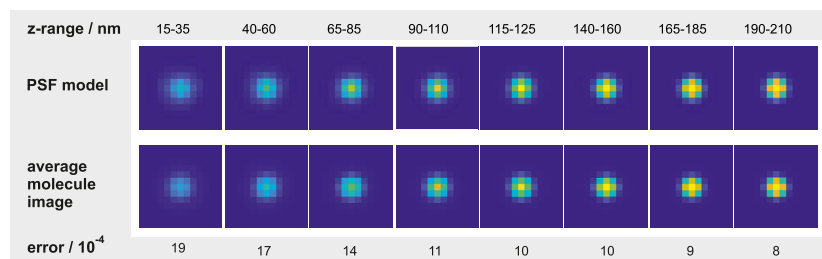 z-range / nm 15-35 40-60 65-85 90-110 115-125 140-160 165-185 190-210
PSF model
average
molecule
image
error / 10⁻⁴ 19 17 14 11 10 10 9 8